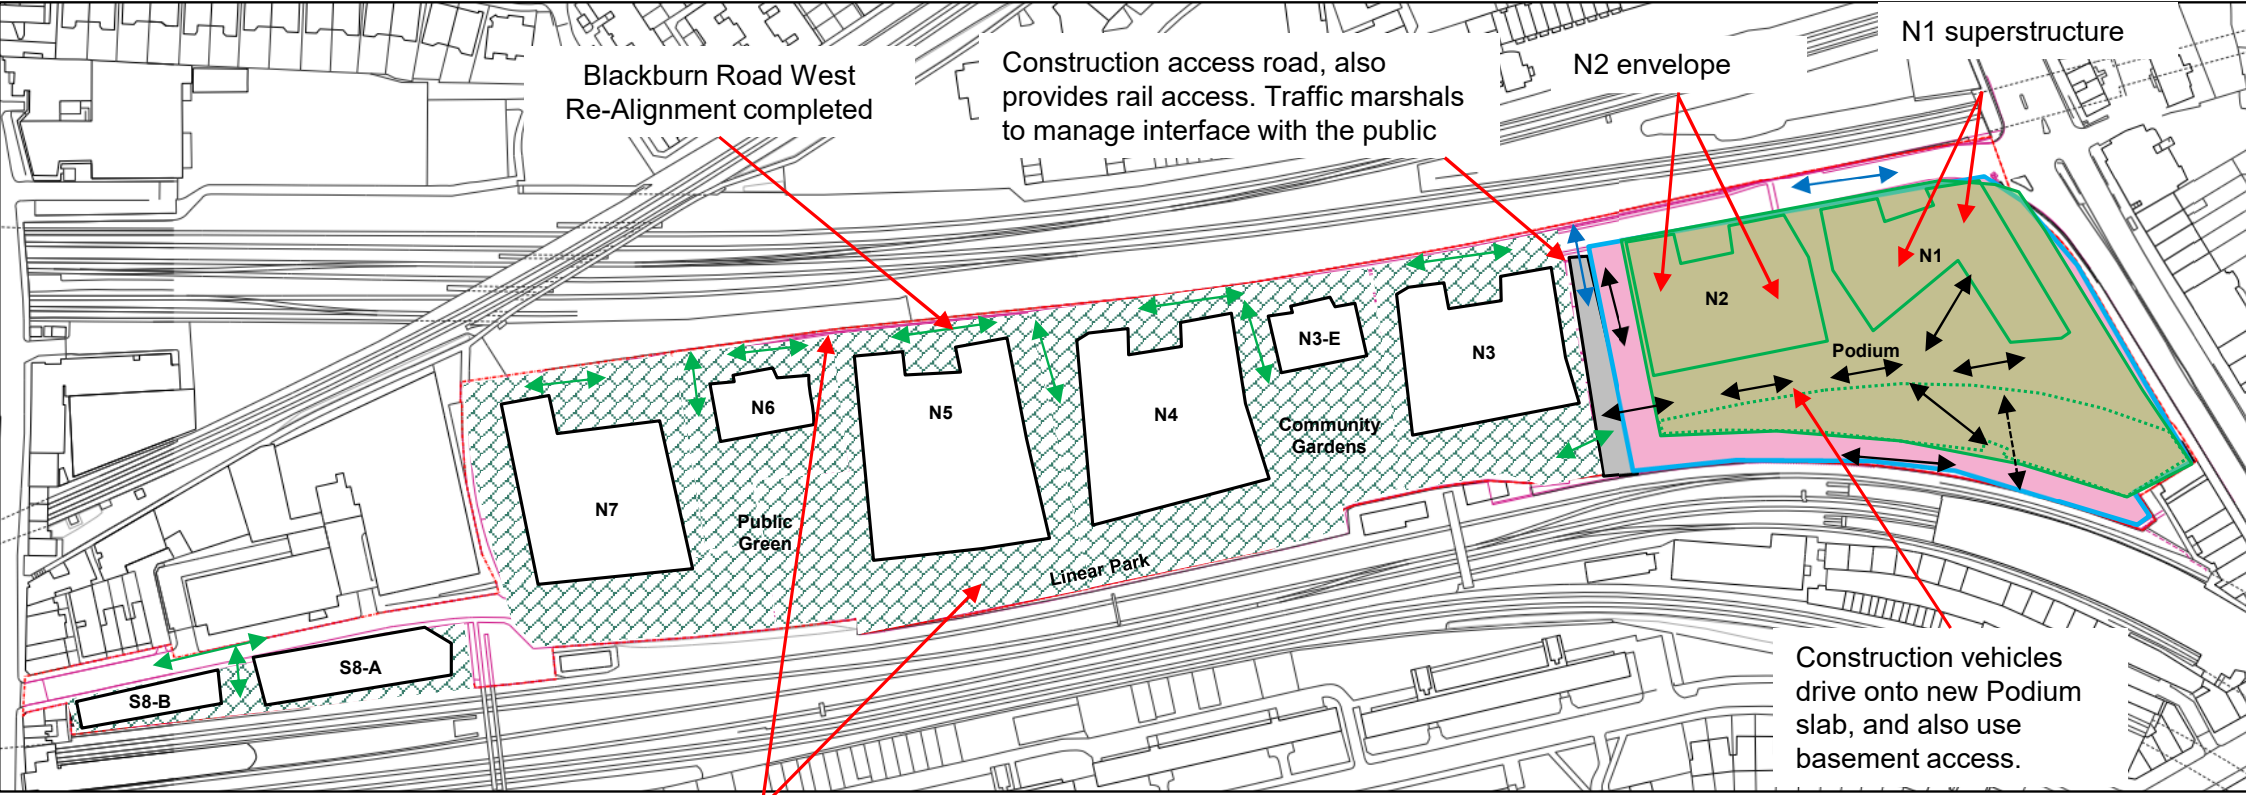 N1 superstructure
N2 envelope
Construction access road, also
provides rail access. Traffic marshals
to manage interface with the public
Blackburn Road West
Re-Alignment completed
N1
N2
Podium
N3-E
N3
N6
N5
N4
Community
Gardens
N7
Public
Green
Linear Park
S8-A
S8-B
Construction vehicles
drive onto new Podium
slab, and also use
basement access.